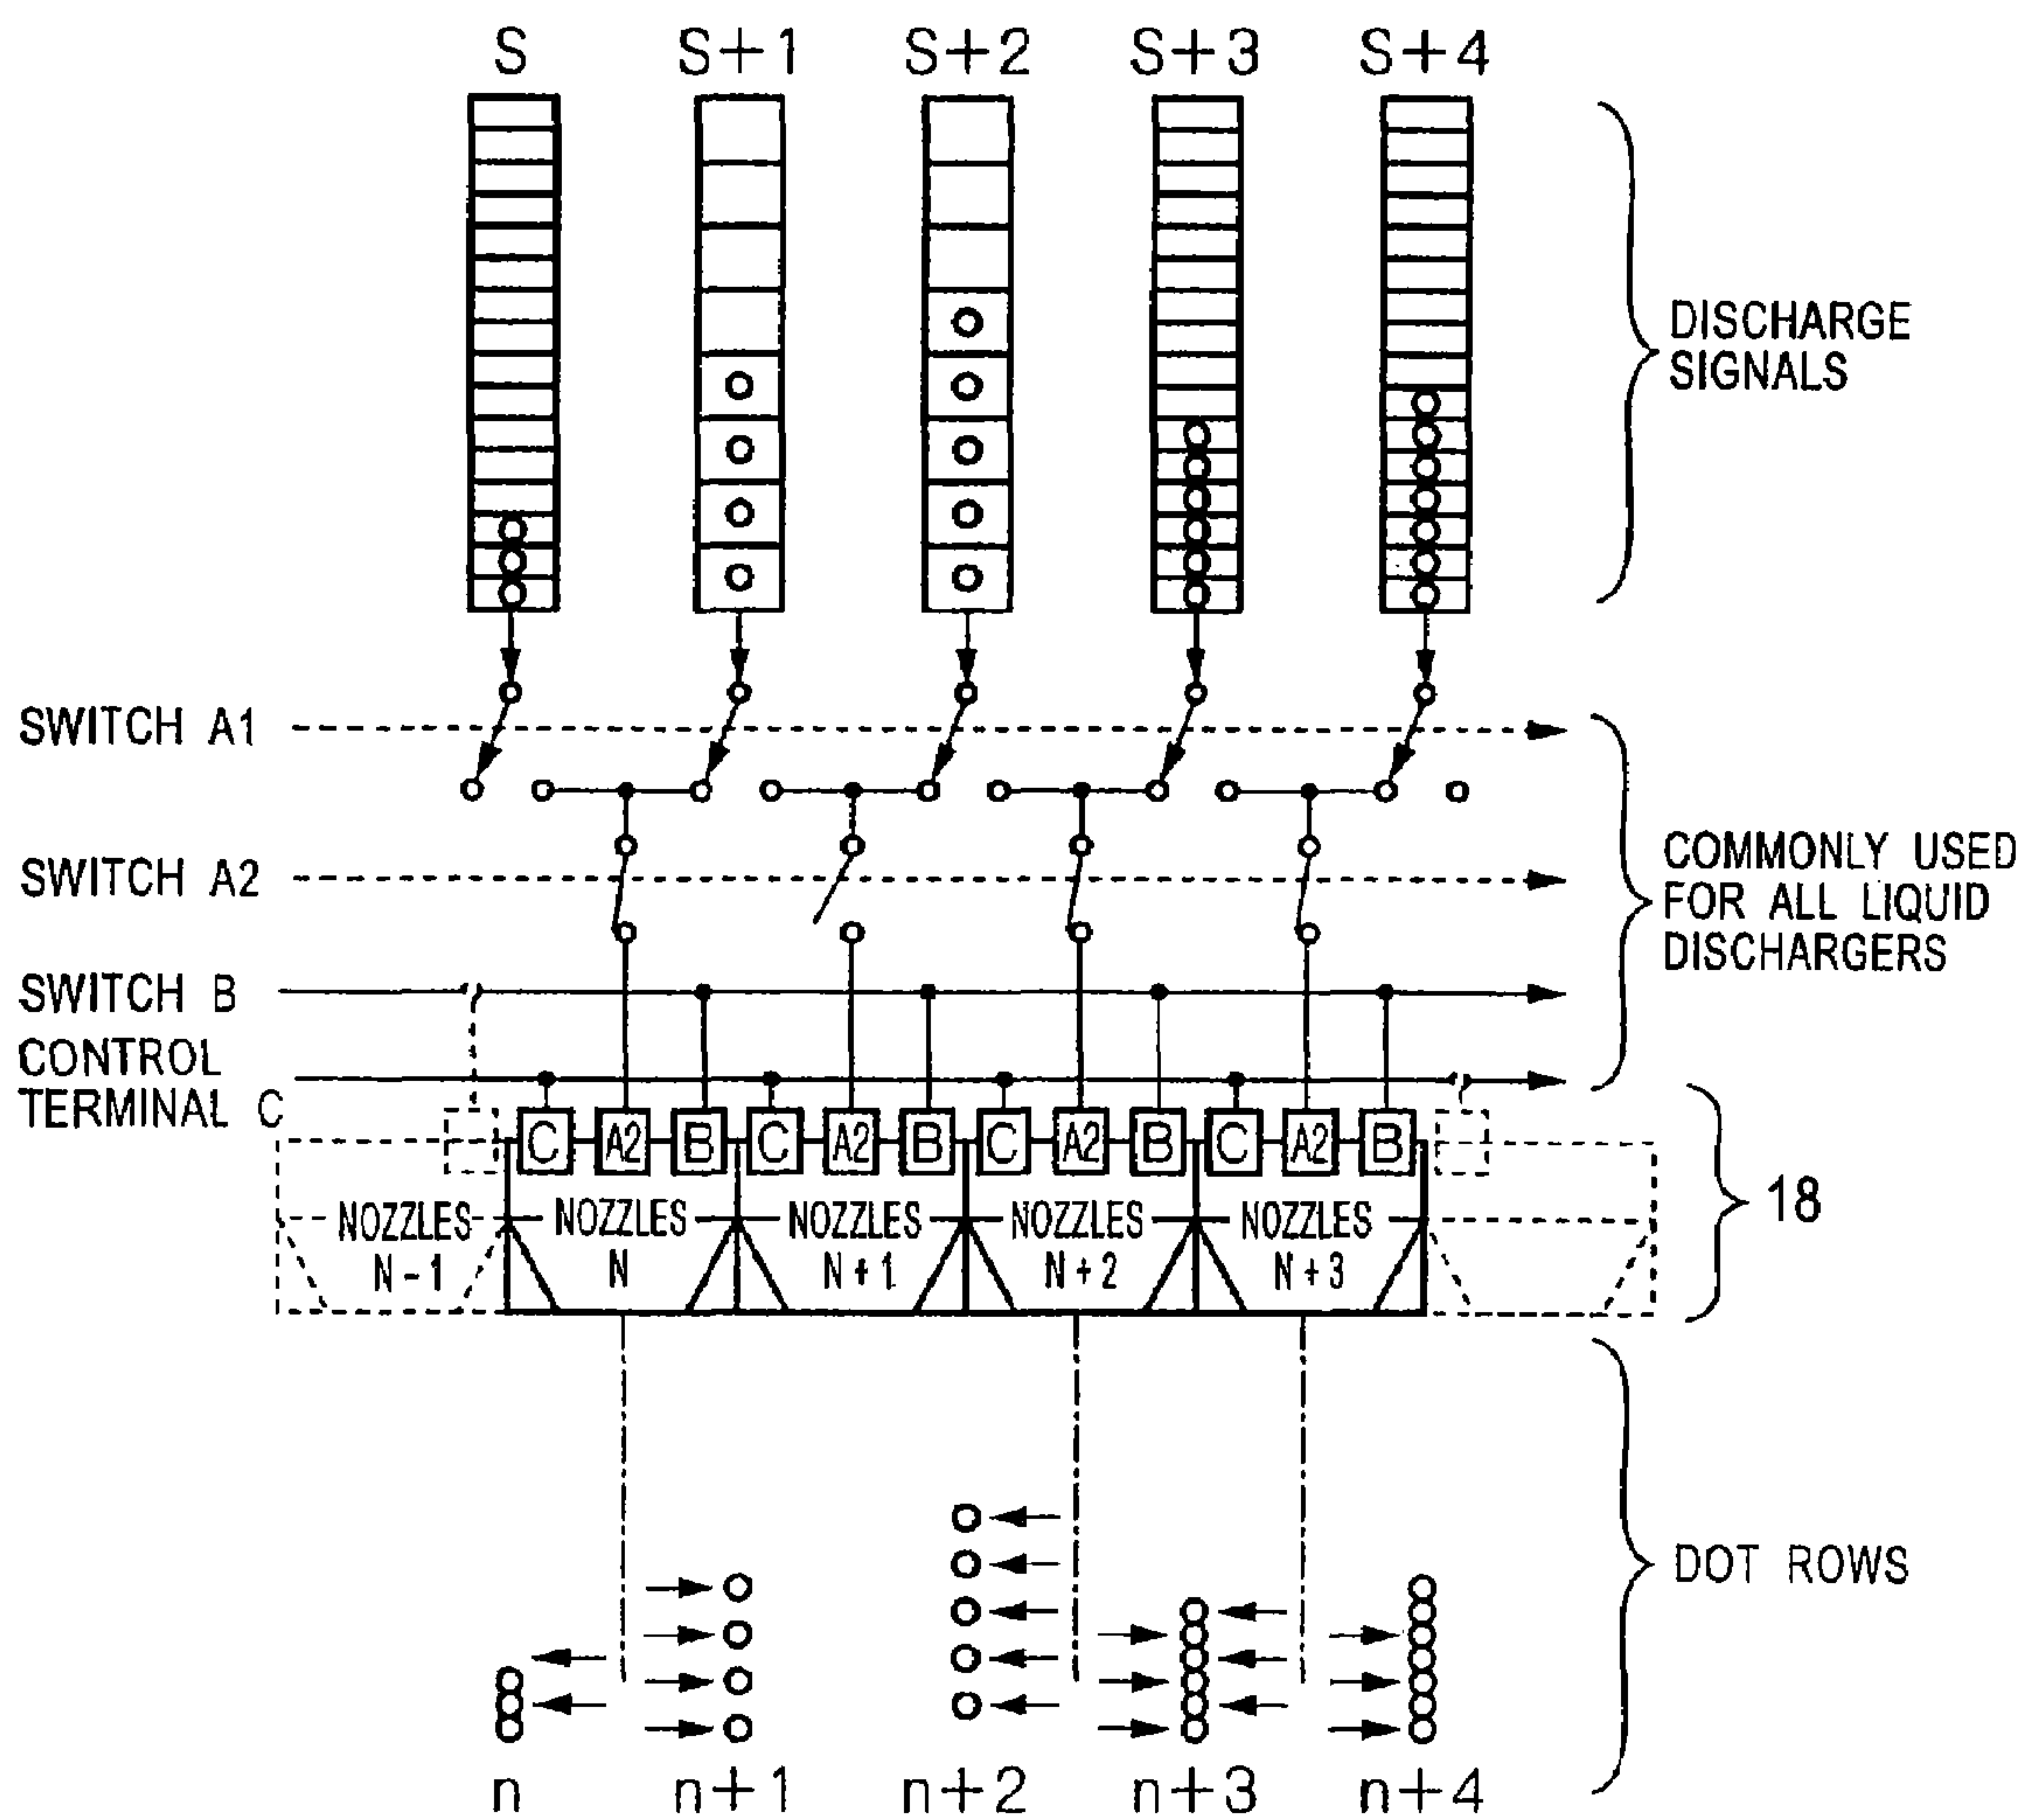 S S+1 S+2 S+3 S+4
DISCHARGE
SIGNALS
SWITCH A1
SWITCH A2
COMMONLY USED
FOR ALL LIQUID
DISCHARGERS
SWITCH B
CONTROL
TERMINAL C
C A2 B C A2 B C A2 B C A2 B
NOZZLES
N-1
NOZZLES
N
NOZZLES
N+1
NOZZLES
N+2
NOZZLES
N+3
18
DOT ROWS
n n+1 n+2 n+3 n+4